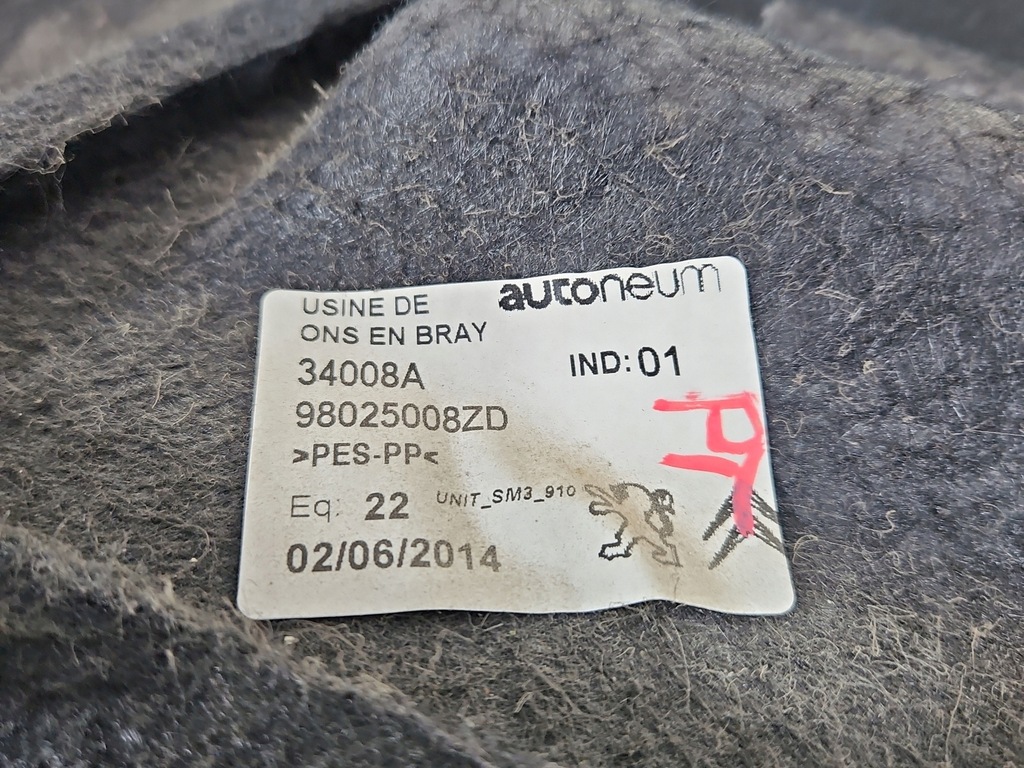 USINE DE
autoneum
ONS EN BRAY
34008A
IND: 01
98025008ZD
>PES-PP<
Eq: 22 UNIT_SM3_910
02/06/2014